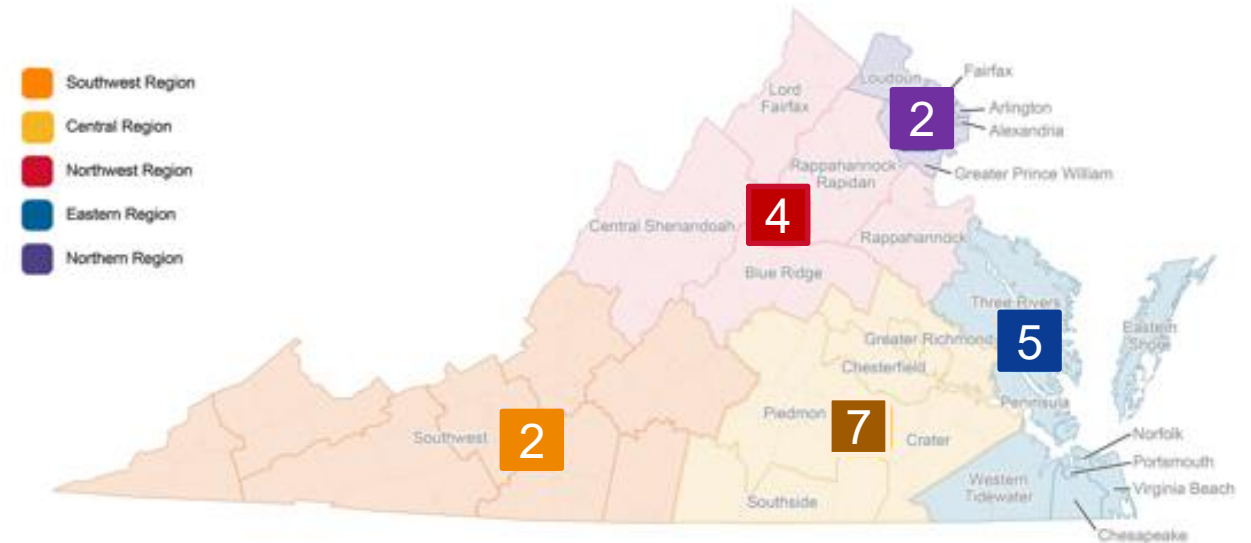 Southwest Region
Central Region
Northwest Region
Eastern Region
Northern Region
Loudoun
Fairfax
Lord
Fairfax
2
Arlington
Alexandria
Rappahannock
Rapidan
Greater Prince William
4
Central Shenandoah
Rappahannock
Blue Ridge
Three Rivers
Eastern
Shore
Greater Richmond
5
Chesterfield
Peninsula
Piedmon
7
Crater
Southwest
2
Norfolk
Portsmouth
Western
Tidewater
Virginia Beach
Southside
Chesapeake